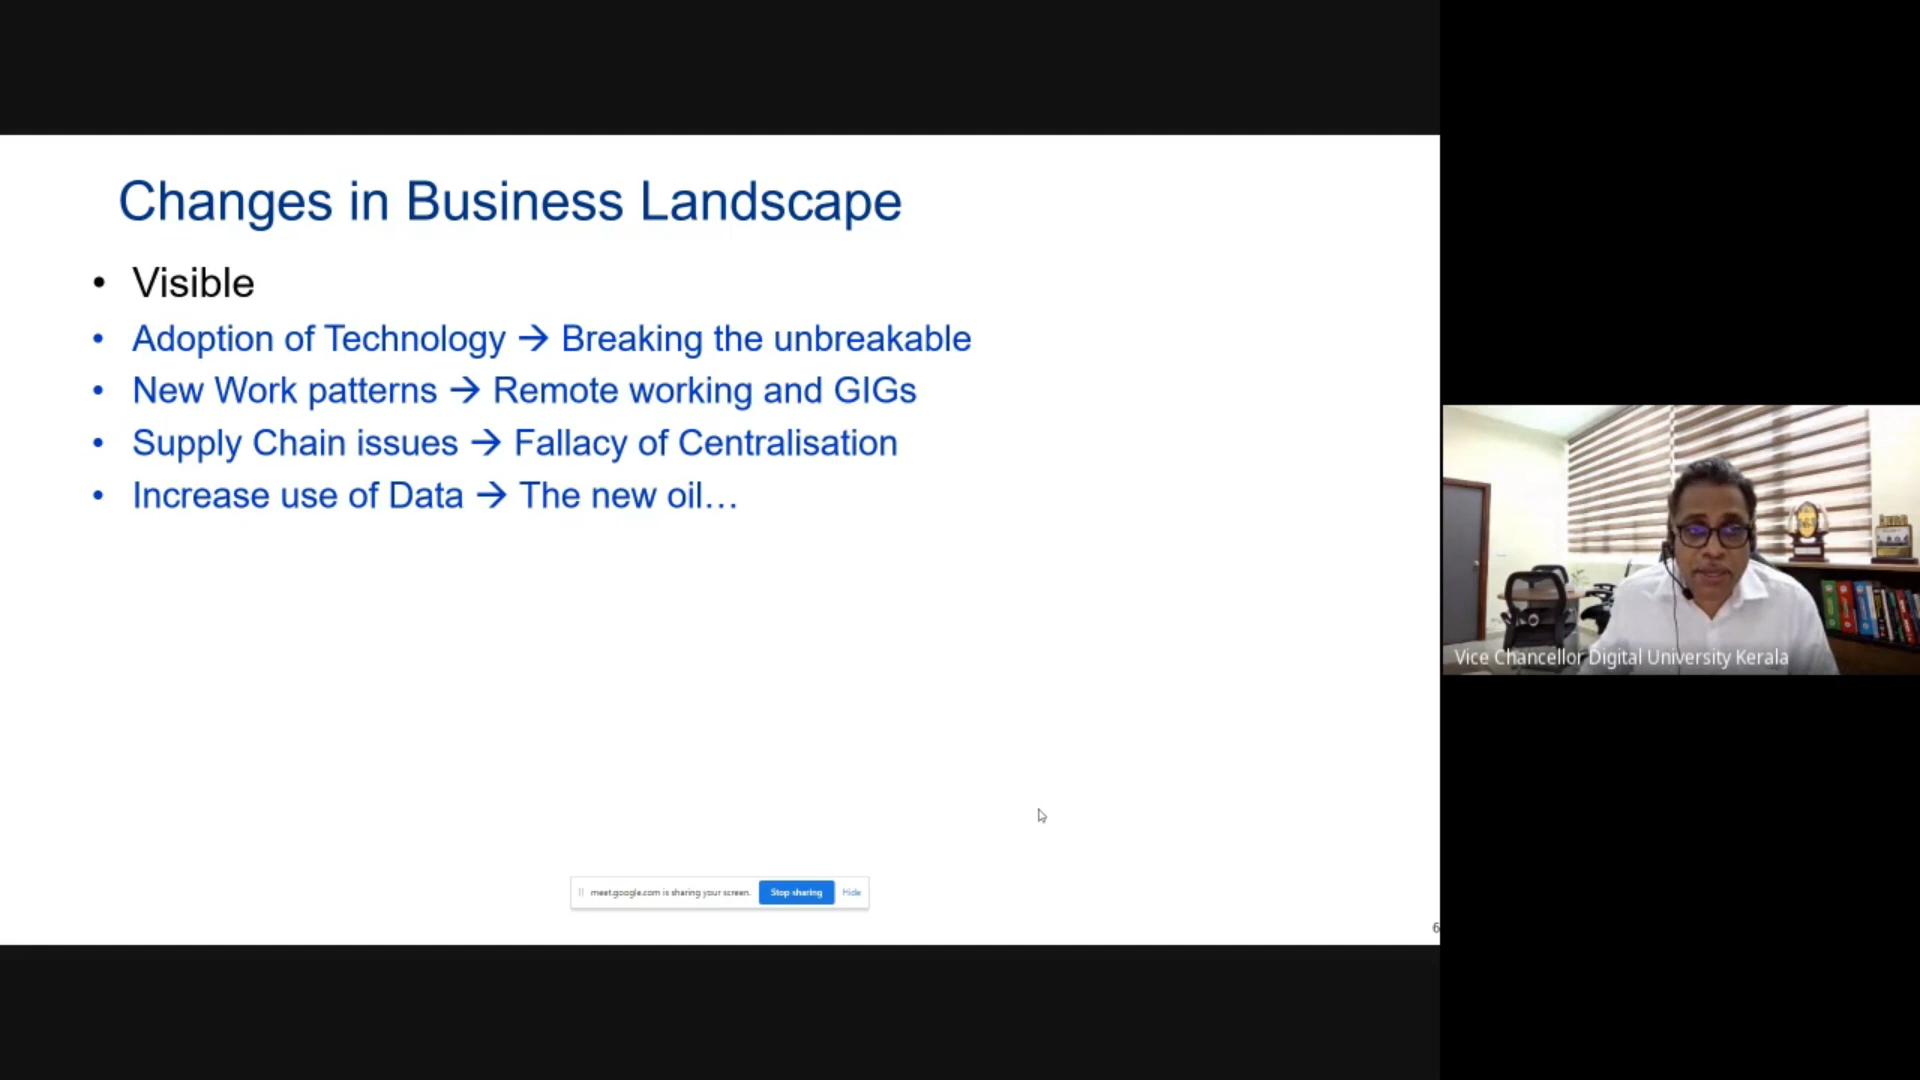 Changes in Business Landscape
• Visible
• Adoption of Technology → Breaking the unbreakable
• New Work patterns → Remote working and GIGs
• Supply Chain issues → Fallacy of Centralisation
• Increase use of Data → The new oil…
Vice Chancellor Digital University Kerala
meet.google.com is sharing your screen. Stop sharing Hide
6